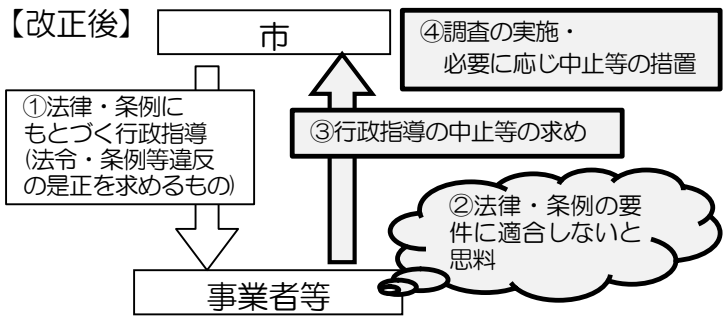 【改正後】
市
④調査の実施・
必要に応じ中止等の措置
①法律・条例に
もとづく行政指導
(法令・条例等違反
の是正を求めるもの)
③行政指導の中止等の求め
②法律・条例の要
件に適合しないと
思料
事業者等